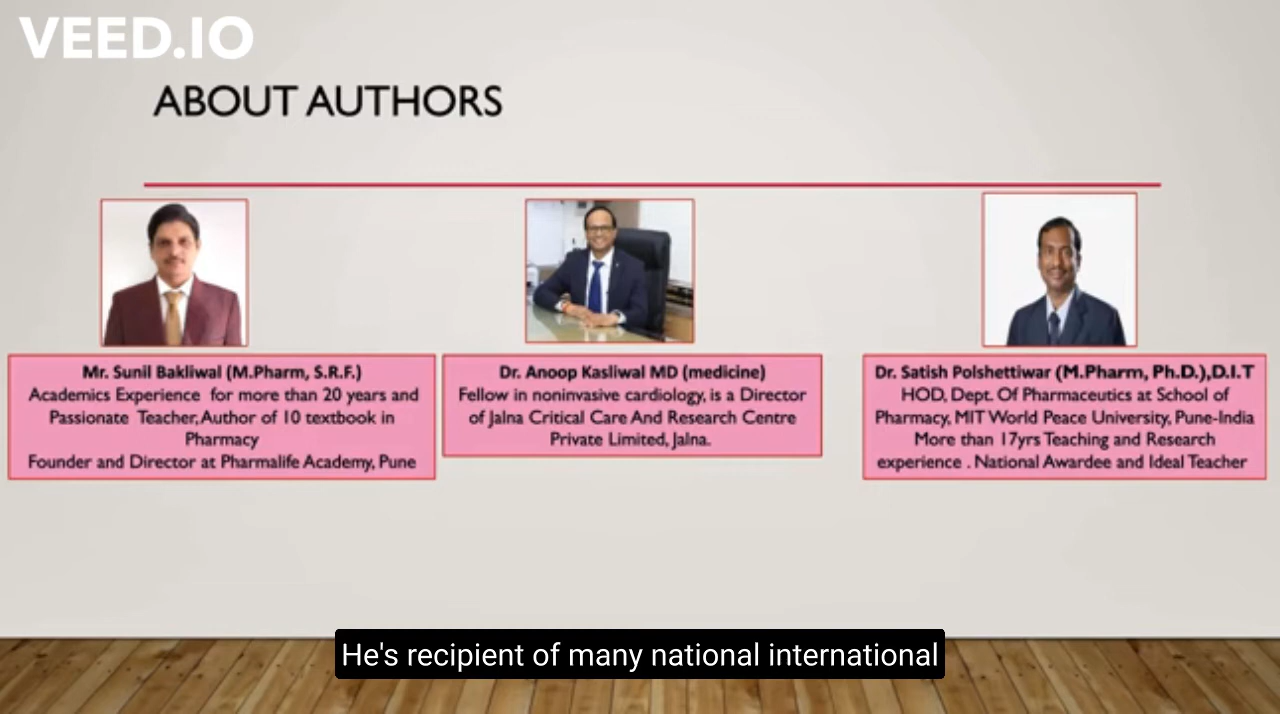 VEED.IO
ABOUT AUTHORS
Mr. Sunil Bakliwal (M.Pharm, S.R.F.)
Academics Experience for more than 20 years and
Passionate Teacher, Author of 10 textbook in
Pharmacy
Founder and Director at Pharmalife Academy, Pune
Dr. Anoop Kasliwal MD (medicine)
Fellow in noninvasive cardiology, is a Director
of Jalna Critical Care And Research Centre
Private Limited, Jalna.
Dr. Satish Polshettiwar (M.Pharm, Ph.D.),D.I.T
HOD, Dept. Of Pharmaceutics at School of
Pharmacy, MIT World Peace University, Pune-India
More than 17yrs Teaching and Research
experience . National Awardee and Ideal Teacher
He's recipient of many national international